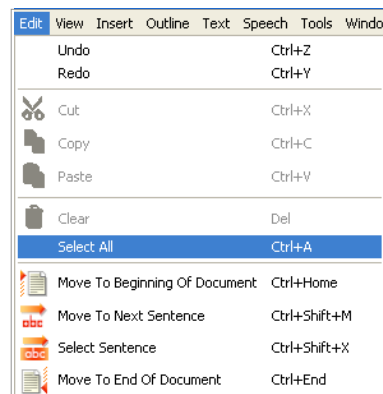 Edit View Insert Outline Text Speech Tools Windo
Undo Ctrl+Z
Redo Ctrl+Y
Cut Ctrl+X
Copy Ctrl+C
Paste Ctrl+V
Clear Del
Select All Ctrl+A
Move To Beginning Of Document Ctrl+Home
abc Move To Next Sentence Ctrl+Shift+M
abc Select Sentence Ctrl+Shift+X
Move To End Of Document Ctrl+End